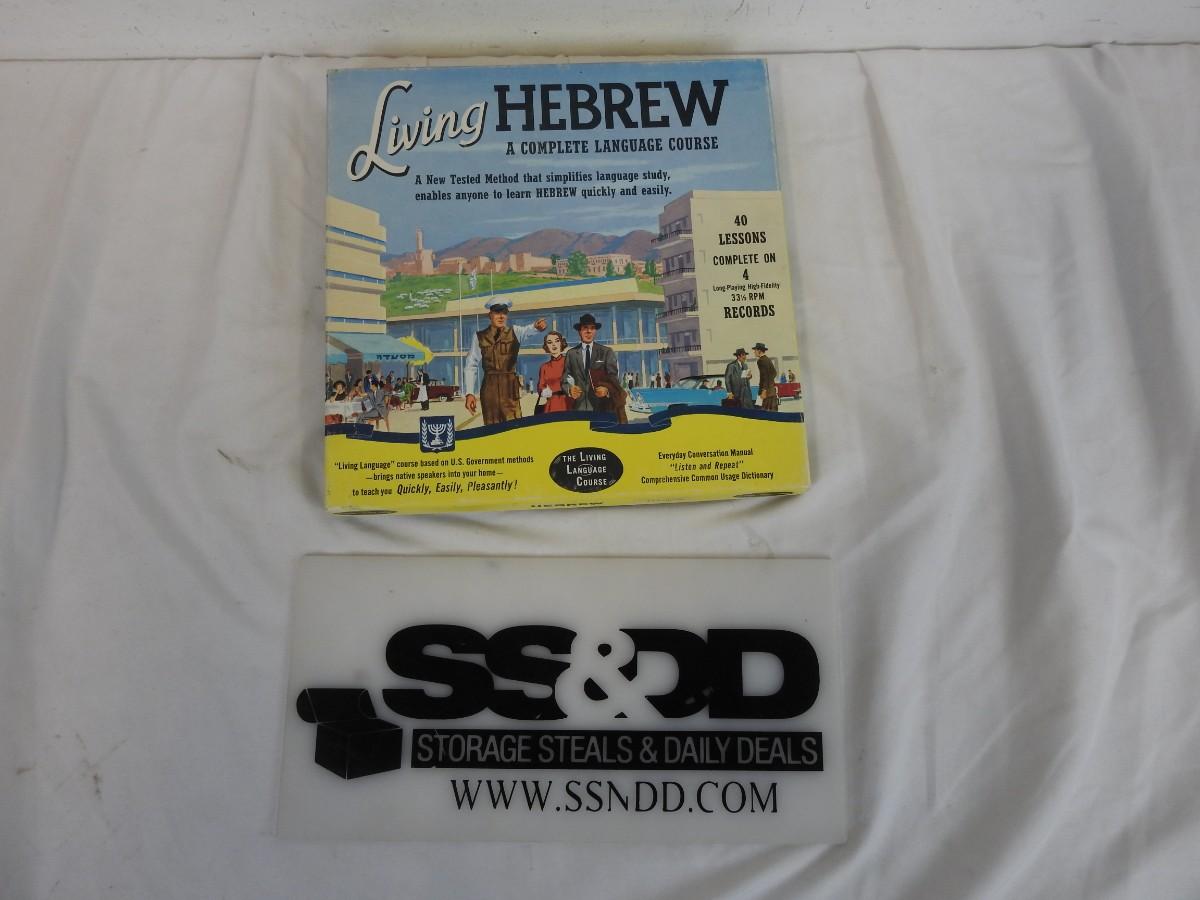 Living HEBREW
A COMPLETE LANGUAGE COURSE
A New Tested Method that simplifies language study,
enables anyone to learn HEBREW quickly and easily.
40
LESSONS
COMPLETE ON
4
Long-Playing High-Fidelity
33⅓ RPM
RECORDS
"Living Language" course based on U.S. Government methods
—brings native speakers into your home—
to teach you Quickly, Easily, Pleasantly!
THE LIVING
LANGUAGE
COURSE
Everyday Conversation Manual
"Listen and Repeat"
Comprehensive Common Usage Dictionary
HEBREW
SS&DD
STORAGE STEALS & DAILY DEALS
WWW.SSNDD.COM